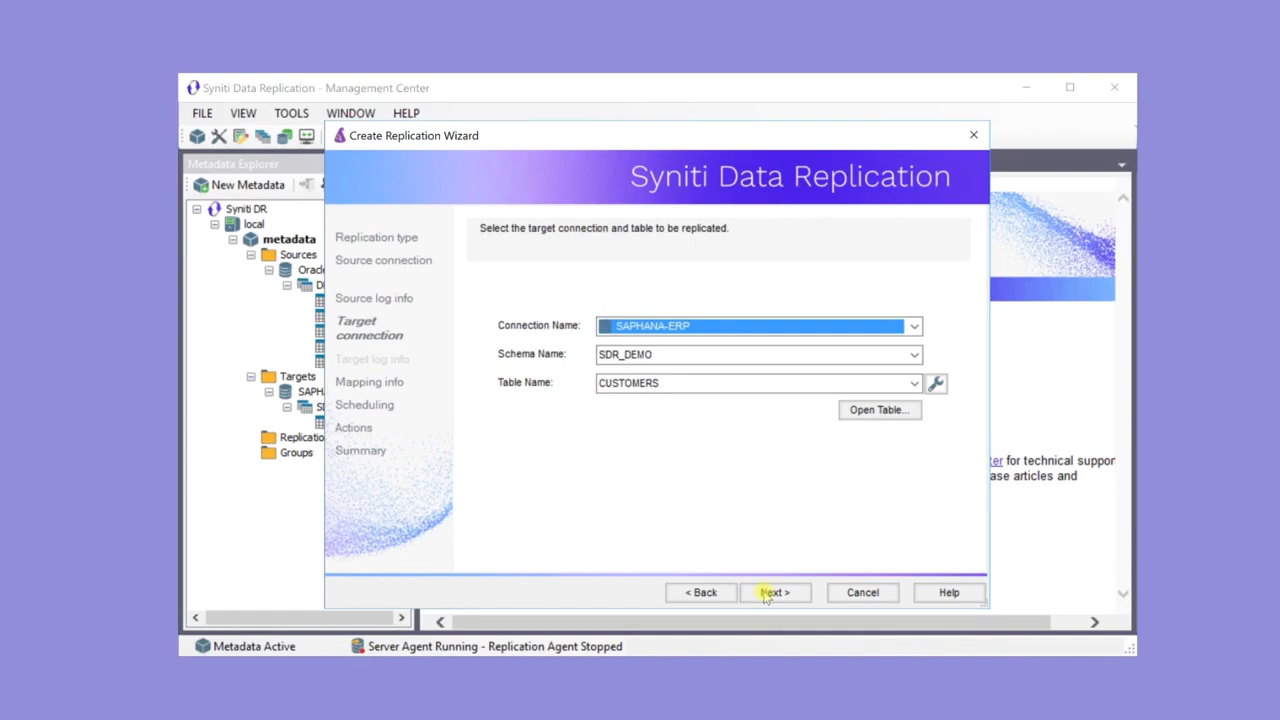 Syniti Data Replication - Management Center
FILE VIEW TOOLS WINDOW HELP
Metadata Explorer
New Metadata
Syniti DR
local
metadata
Sources
Targets
Groups
Create Replication Wizard
Syniti Data Replication
Replication type
Source connection
Source log info
Target
connection
Target log info
Mapping info
Scheduling
Actions
Summary
Select the target connection and table to be replicated.
Connection Name: SAPHANA-ERP
Schema Name: SDR_DEMO
Table Name: CUSTOMERS
Open Table...
< Back Next > Cancel Help
for technical
articles and
Metadata Active Server Agent Running - Replication Agent Stopped